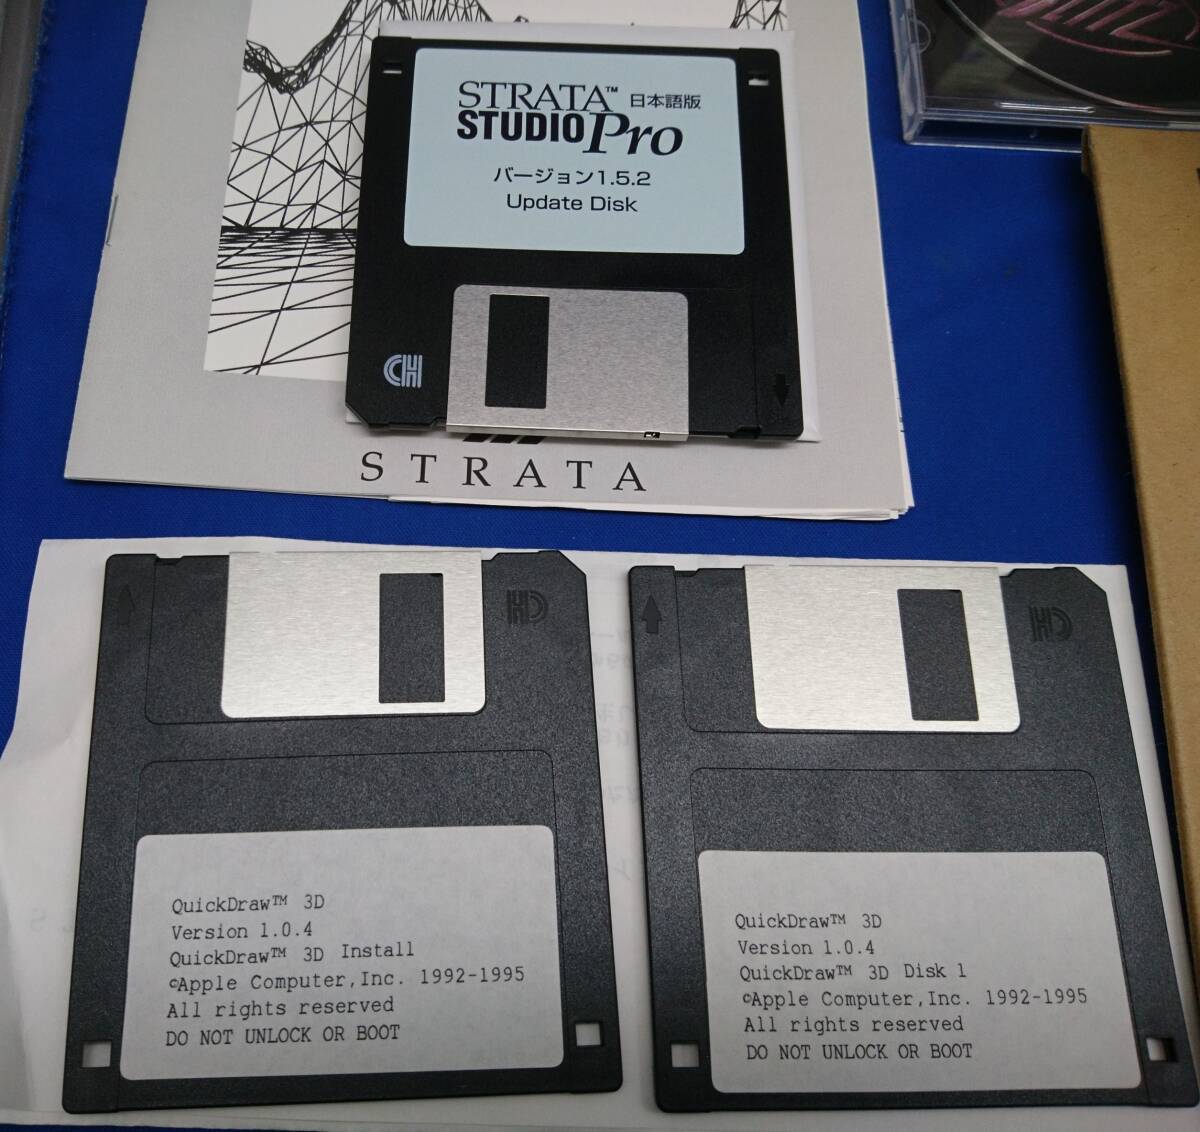 STRATA™ 日本語版
STUDIO Pro
バージョン1.5.2
Update Disk
STRATA
HD
QuickDraw™ 3D
Version 1.0.4
QuickDraw™ 3D Install
©Apple Computer,Inc. 1992-1995
All rights reserved
DO NOT UNLOCK OR BOOT
HD
QuickDraw™ 3D
Version 1.0.4
QuickDraw™ 3D Disk 1
©Apple Computer,Inc. 1992-1995
All rights reserved
DO NOT UNLOCK OR BOOT